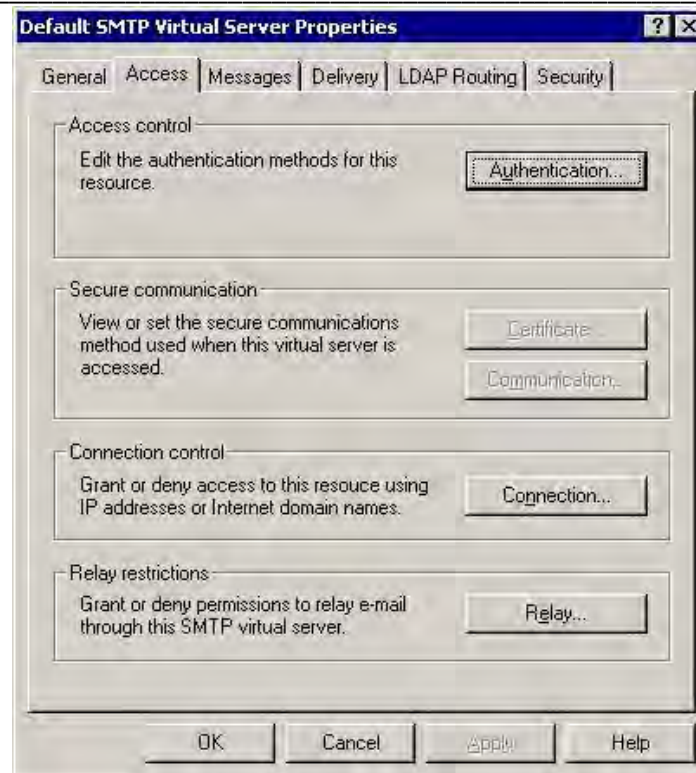 Default SMTP Virtual Server Properties
General Access Messages Delivery LDAP Routing Security
Access control
Edit the authentication methods for this
resource.
Authentication...
Secure communication
View or set the secure communications
method used when this virtual server is
accessed.
Certificate...
Communication...
Connection control
Grant or deny access to this resouce using
IP addresses or Internet domain names.
Connection...
Relay restrictions
Grant or deny permissions to relay e-mail
through this SMTP virtual server.
Relay...
OK Cancel Apply Help